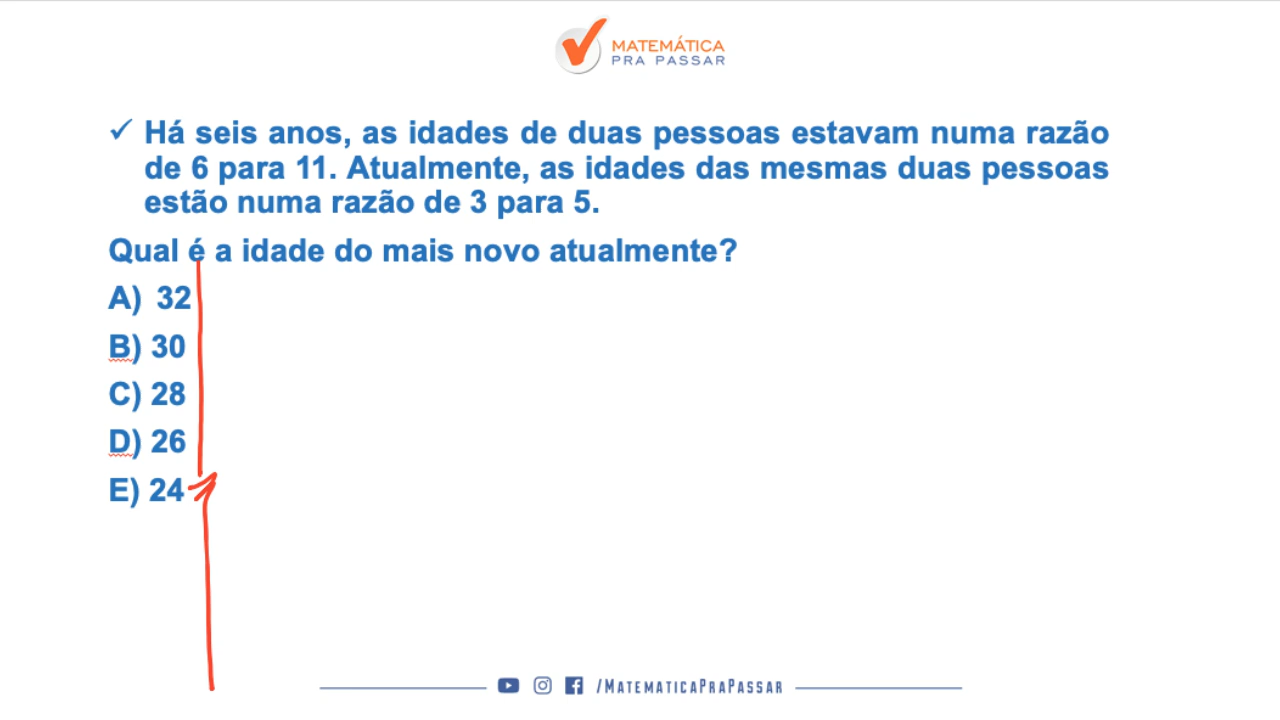 MATEMÁTICA
PRA PASSAR
✓ Há seis anos, as idades de duas pessoas estavam numa razão
de 6 para 11. Atualmente, as idades das mesmas duas pessoas
estão numa razão de 3 para 5.
Qual é a idade do mais novo atualmente?
A) 32
B) 30
C) 28
D) 26
E) 24
/MATEMATICAPRAPASSAR